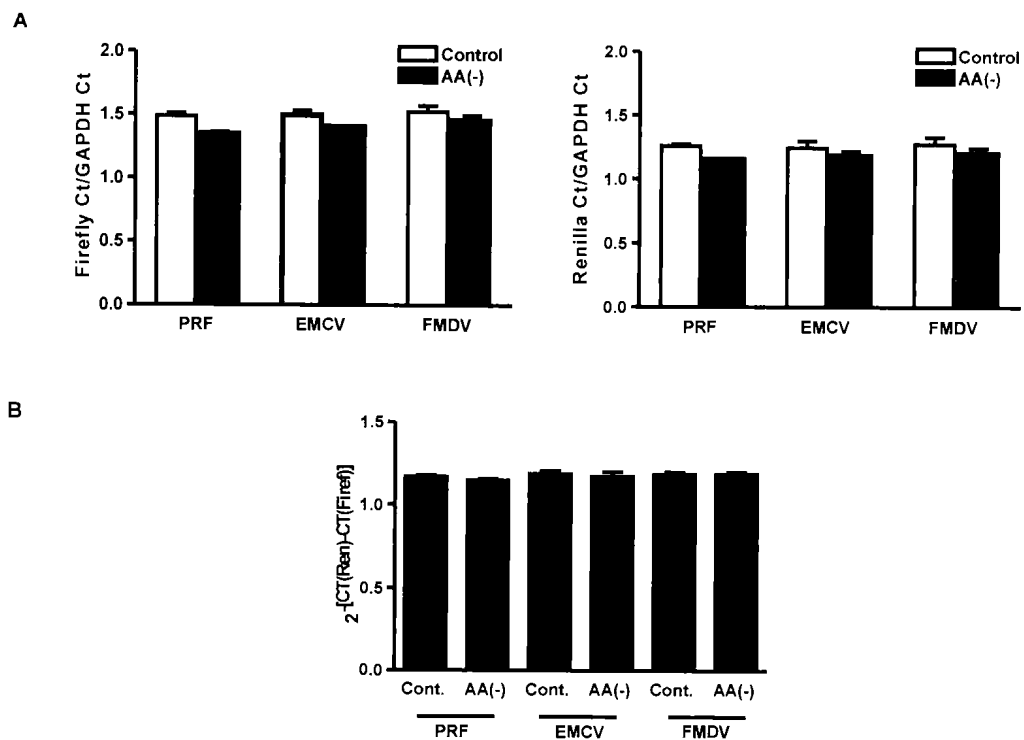 A
Firefly Ct/GAPDH Ct
2.0
1.5
1.0
0.5
0.0
Control
AA(-)
PRF EMCV FMDV
Renilla Ct/GAPDH Ct
2.0
1.5
1.0
0.5
0.0
Control
AA(-)
PRF EMCV FMDV
B
2-[CT(Ren)-CT(Firef)]
1.5
1.0
0.5
0.0
Cont. AA(-) Cont. AA(-) Cont. AA(-)
PRF EMCV FMDV